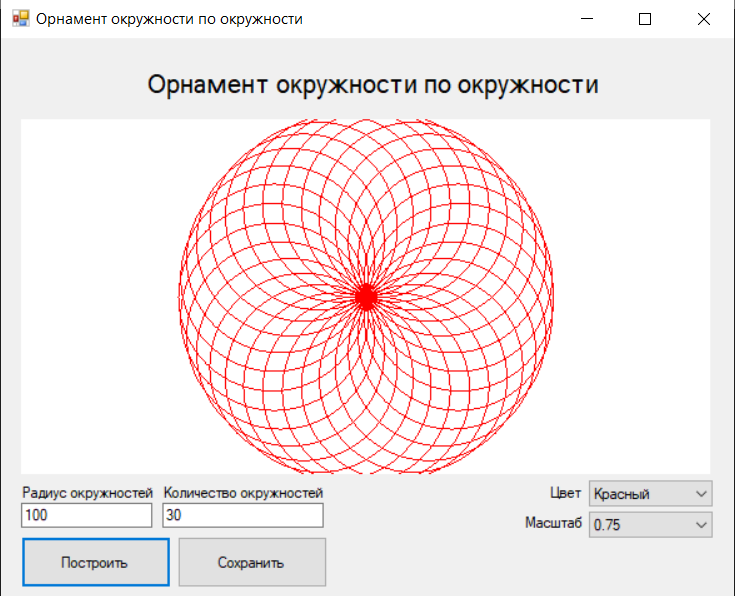 Орнамент окружности по окружности
Орнамент окружности по окружности
Радиус окружностей Количество окружностей
100 30
Цвет Красный
Масштаб 0.75
Построить Сохранить